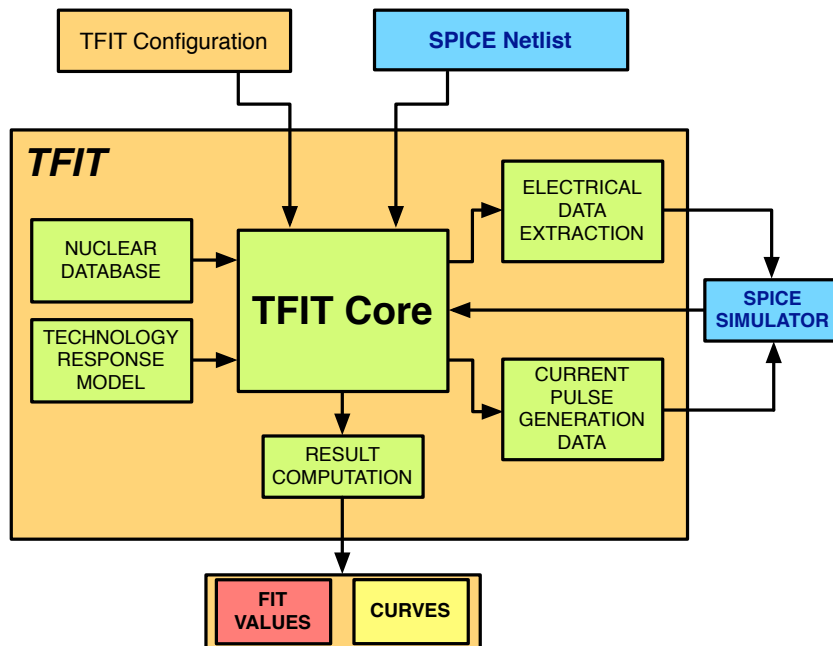 TFIT Configuration
SPICE Netlist
TFIT
ELECTRICAL
DATA
EXTRACTION
NUCLEAR
DATABASE
TFIT Core
SPICE
SIMULATOR
TECHNOLOGY
RESPONSE
MODEL
CURRENT
PULSE
GENERATION
DATA
RESULT
COMPUTATION
FIT
VALUES
CURVES